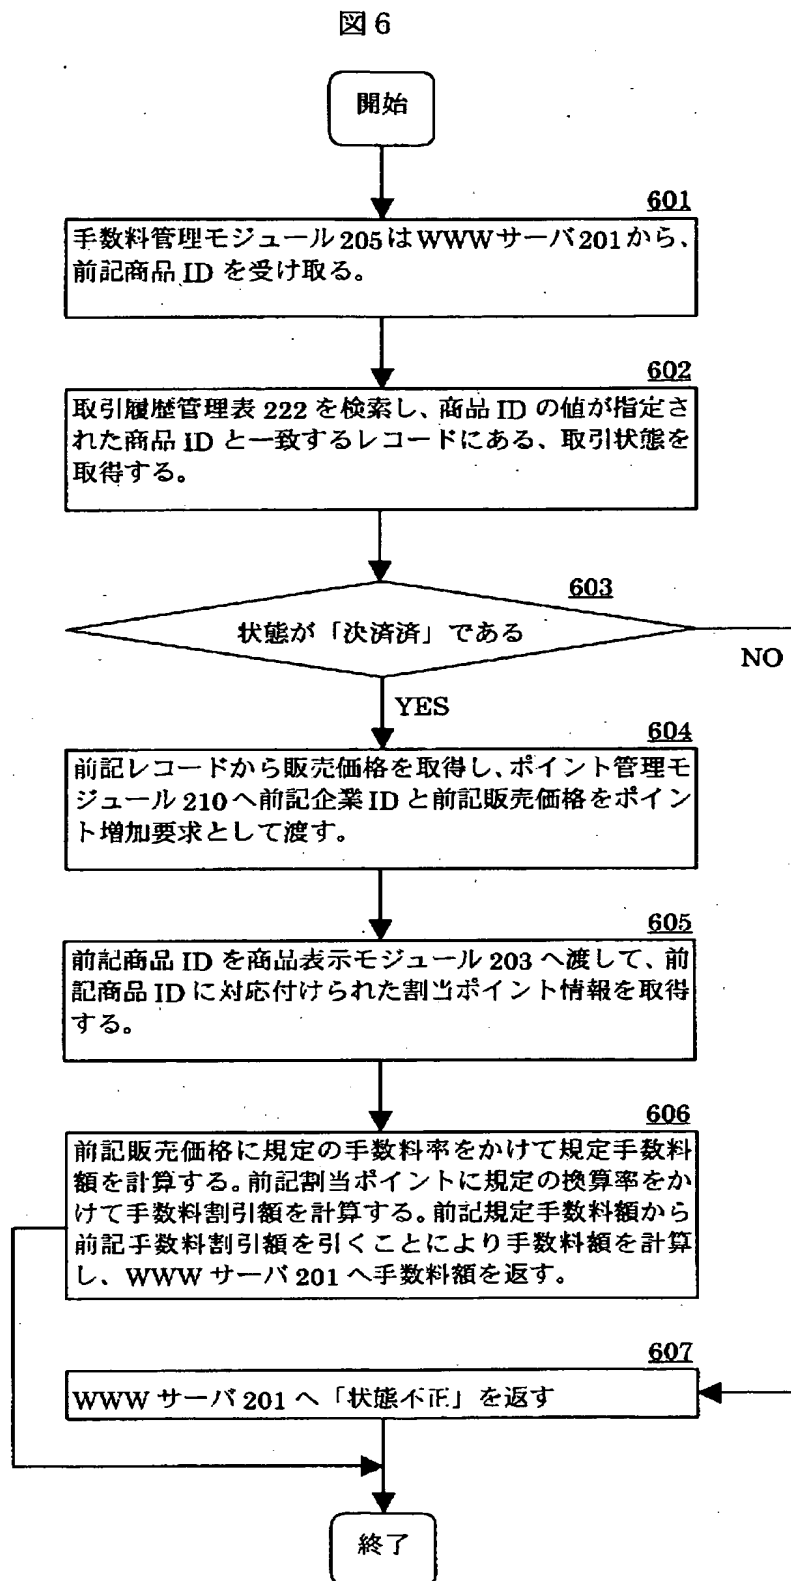 図6
開始
601
手数料管理モジュール205はWWWサーバ201から、
前記商品IDを受け取る。
602
取引履歴管理表222を検索し、商品IDの値が指定さ
れた商品IDと一致するレコードにある、取引状態を
取得する。
603
状態が「決済済」である
NO
YES
604
前記レコードから販売価格を取得し、ポイント管理モ
ジュール210へ前記企業IDと前記販売価格をポイン
ト増加要求として渡す。
605
前記商品IDを商品表示モジュール203へ渡して、前
記商品IDに対応付けられた割当ポイント情報を取得
する。
606
前記販売価格に規定の手数料率をかけて規定手数料
額を計算する。前記割当ポイントに規定の換算率をか
けて手数料割引額を計算する。前記規定手数料額から
前記手数料割引額を引くことにより手数料額を計算
し、WWWサーバ201へ手数料額を返す。
607
WWWサーバ201へ「状態不正」を返す
終了